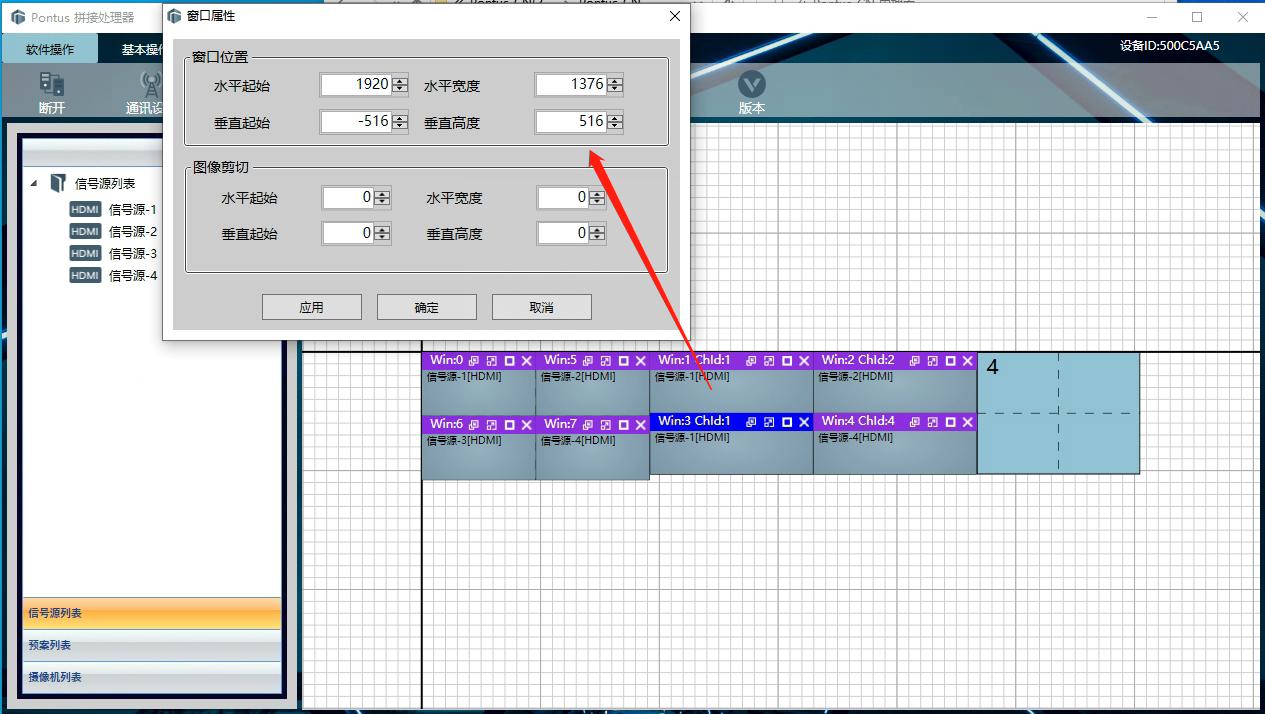 Pontus 拼接处理器
窗口属性
软件操作
设备ID:500C5AA5
断开
版本
窗口位置
水平起始 1920 水平宽度 1376
垂直起始 -516 垂直高度 516
图像剪切
水平起始 0 水平宽度 0
垂直起始 0 垂直高度 0
应用 确定 取消
信号源列表
HDMI 信号源-1
HDMI 信号源-2
HDMI 信号源-3
HDMI 信号源-4
Win:0 Win:5 Win:1 Chld:1 Win:2 Chld:2 4
信号源-1[HDMI] 信号源-2[HDMI] 信号源-1[HDMI] 信号源-2[HDMI]
Win:6 Win:7 Win:3 Chld:1 Win:4 Chld:4
信号源-3[HDMI] 信号源-4[HDMI] 信号源-1[HDMI] 信号源-4[HDMI]
信号源列表
预案列表
摄像机列表